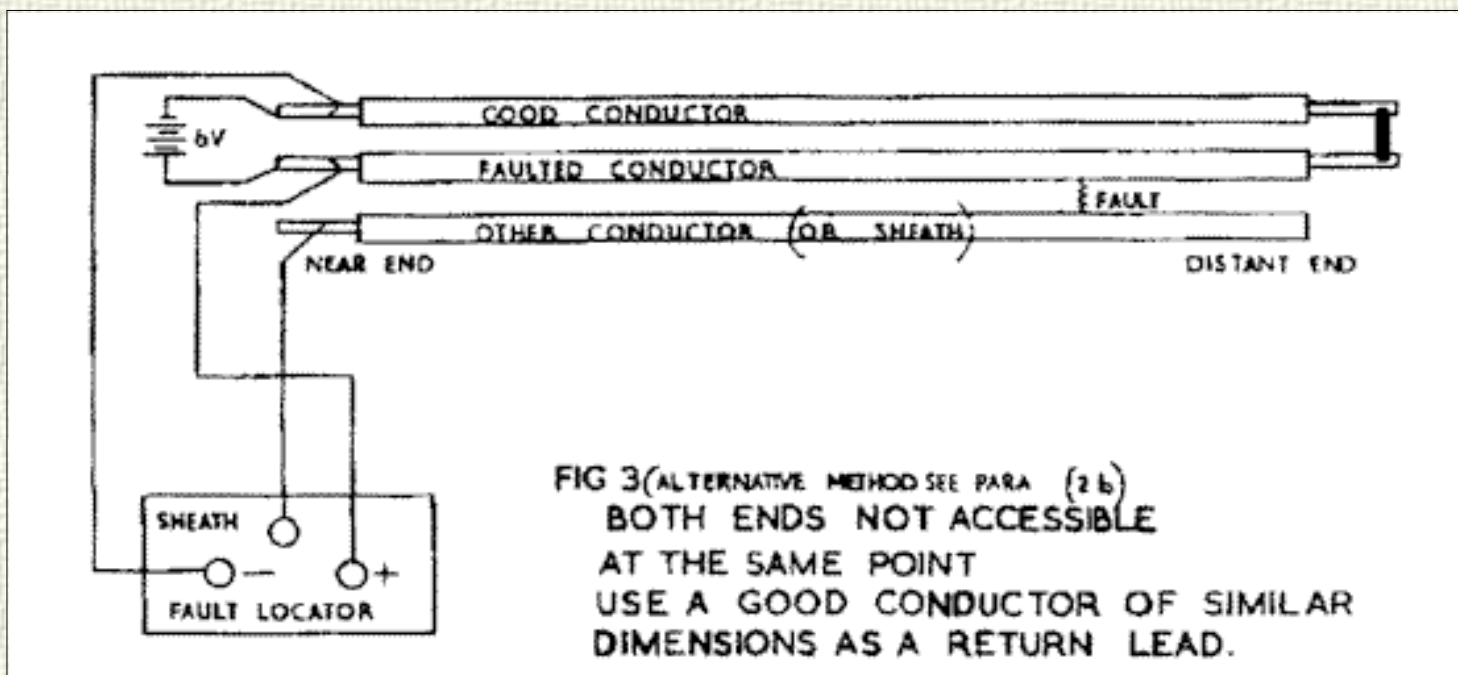 GOOD CONDUCTOR
6V
FAULTED CONDUCTOR
FAULT
OTHER CONDUCTOR (OR SHEATH)
NEAR END
DISTANT END
SHEATH
- +
FAULT LOCATOR
FIG 3 (ALTERNATIVE METHOD SEE PARA (2 b)
BOTH ENDS NOT ACCESSIBLE
AT THE SAME POINT
USE A GOOD CONDUCTOR OF SIMILAR
DIMENSIONS AS A RETURN LEAD.